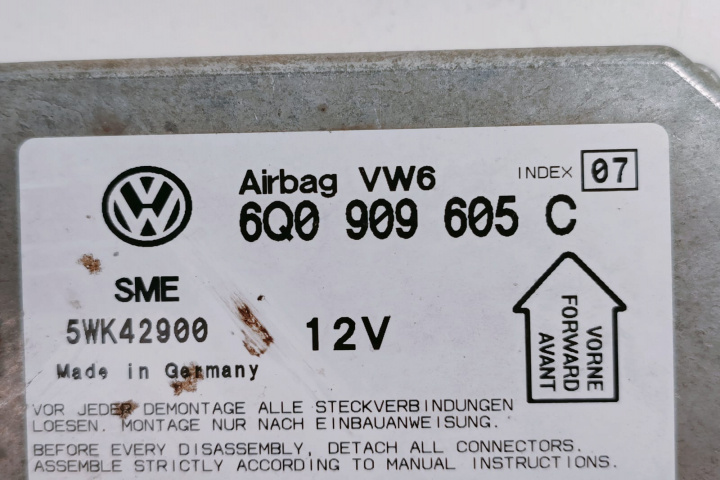 Airbag VW6 INDEX 07
6Q0 909 605 C
SME
5WK42900
12V
VORNE
FORWARD
AVANT
Made in Germany
VOR JEDER DEMONTAGE ALLE STECKVERBINDUNGEN
LOESEN. MONTAGE NUR NACH EINBAUANWEISUNG.
BEFORE EVERY DISASSEMBLY, DETACH ALL CONNECTORS.
ASSEMBLE STRICTLY ACCORDING TO MANUAL INSTRUCTIONS.